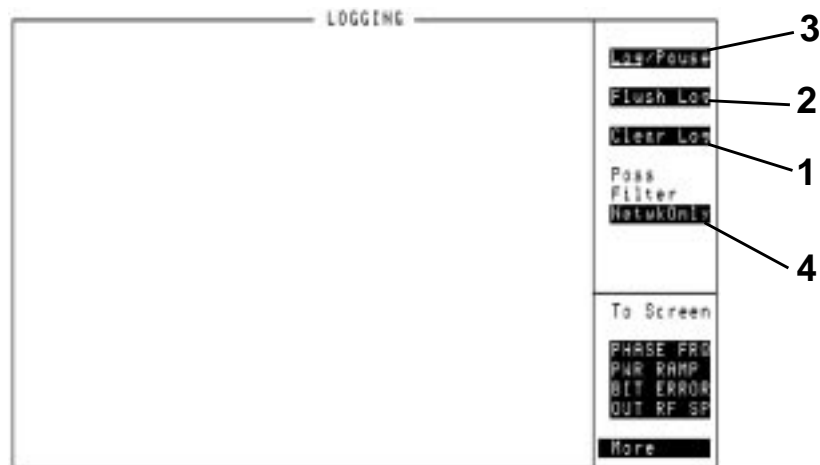 LOGGING
Log/Pause
3
Flush Log
2
Clear Log
1
Pass
Filter
NetwkOnly
4
To Screen
PHASE FRQ
PWR RAMP
BIT ERROR
OUT RF SP
More